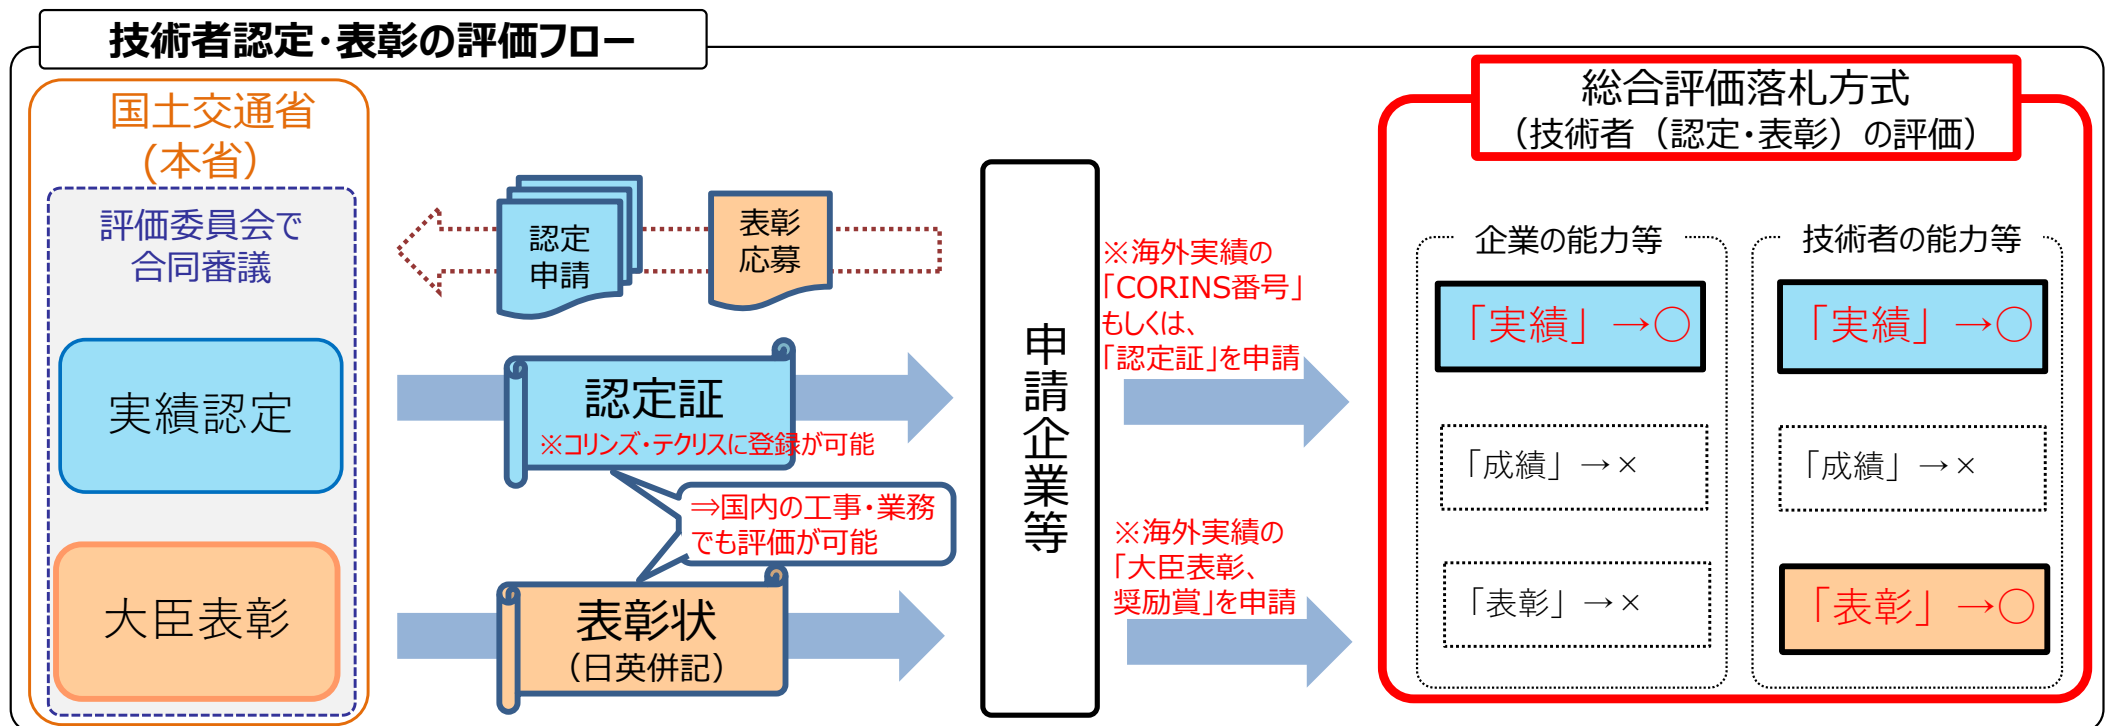 技術者認定・表彰の評価フロー
国土交通省
(本省)
評価委員会で
合同審議
実績認定
大臣表彰
認定
申請
表彰
応募
認定証
※コリンズ・テクリスに登録が可能
⇒国内の工事・業務
でも評価が可能
表彰状
（日英併記）
申請企業等
※海外実績の
「CORINS番号」
もしくは、
「認定証」を申請
※海外実績の
「大臣表彰、
奨励賞」を申請
総合評価落札方式
（技術者（認定・表彰）の評価）
企業の能力等
「実績」→○
「成績」→×
「表彰」→×
技術者の能力等
「実績」→○
「成績」→×
「表彰」→○